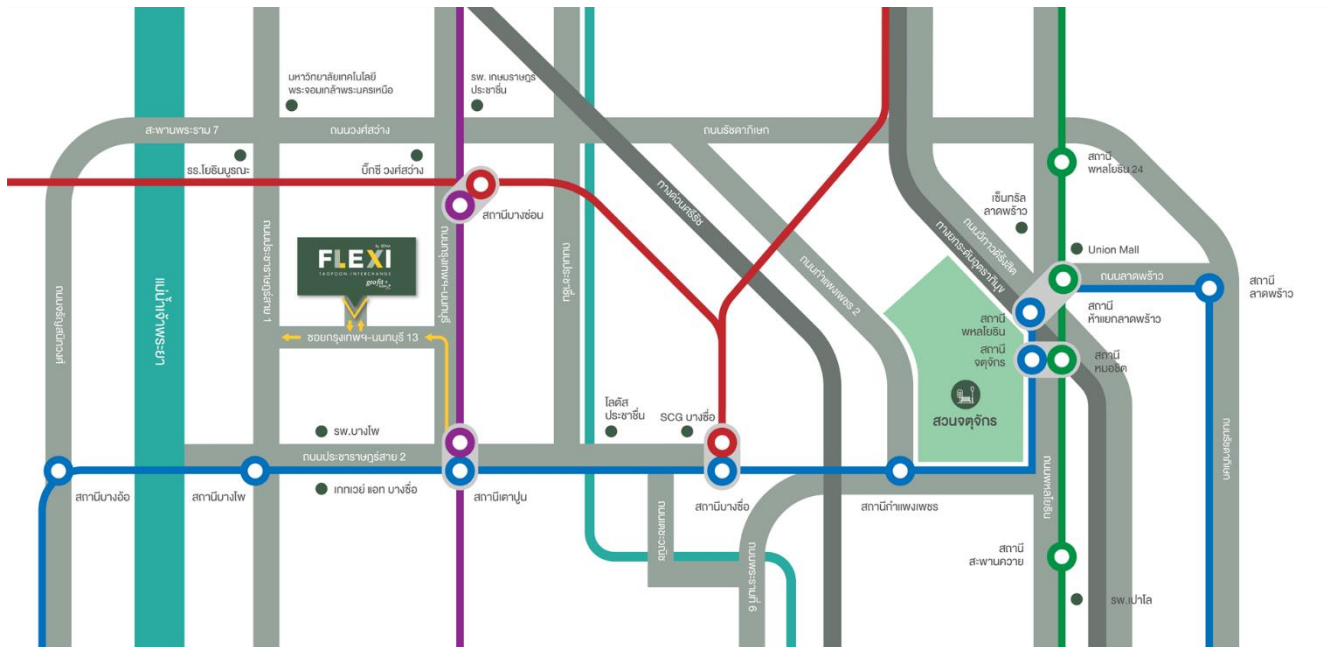 มหาวิทยาลัยเทคโนโลยี
พระจอมเกล้าพระนครเหนือ
รพ. เกษมราษฎร์
ประชาชื่น
สะพานพระราม 7
ถนนวงศ์สว่าง
ถนนรัชดาภิเษก
รร.โยธินบูรณะ
บิ๊กซี วงศ์สว่าง
สถานี
พหลโยธิน 24
เซ็นทรัล
ลาดพร้าว
สถานีบางซ่อน
ทางด่วนศรีรัช
ถนนวิภาวดีรังสิต
ทางยกระดับอุตราภิมุข
Union Mall
ถนนลาดพร้าว
FLEXI
TAOPOON INTERCHANGE
grofit
ถนนประชาราษฎร์สาย 1
ถนนกรุงเทพฯ-นนทบุรี
ถนนประชาชื่น
ถนนกำแพงเพชร 2
สถานี
ลาดพร้าว
แม่น้ำเจ้าพระยา
ถนนจรัญสนิทวงศ์
ซอยกรุงเทพฯ-นนทบุรี 13
สถานี
พหลโยธิน
สถานี
ห้าแยกลาดพร้าว
สถานี
จตุจักร
สถานี
หมอชิต
โลตัส
ประชาชื่น
SCG บางซื่อ
สวนจตุจักร
รพ.บางโพ
ถนนประชาราษฎร์สาย 2
ถนนรัชดาภิเษก
สถานีบางอ้อ
สถานีบางโพ
เกทเวย์ แอท บางซื่อ
สถานีเตาปูน
สถานีบางซื่อ
สถานีกำแพงเพชร
ถนนพหลโยธิน
ถนนเตชะวณิช
สถานี
สะพานควาย
ถนนพระรามที่ 6
รพ.เปาโล